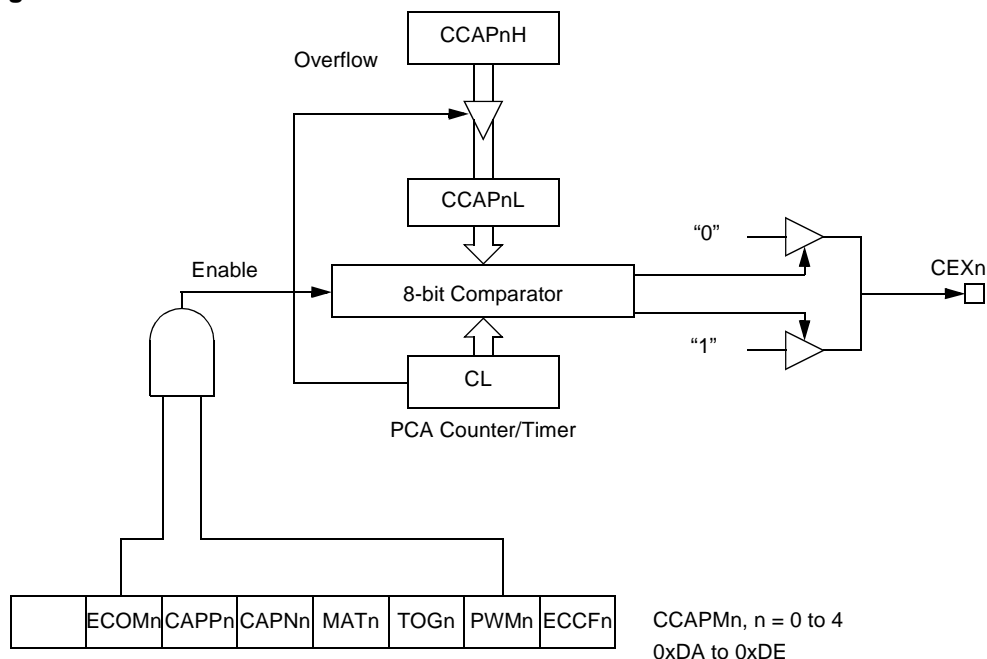 CCAPnH
Overflow
CCAPnL
“0”
Enable
CEXn
8-bit Comparator
“1”
CL
PCA Counter/Timer
ECOMn CAPPn CAPNn MATn TOGn PWMn ECCFn
CCAPMn, n = 0 to 4
0xDA to 0xDE